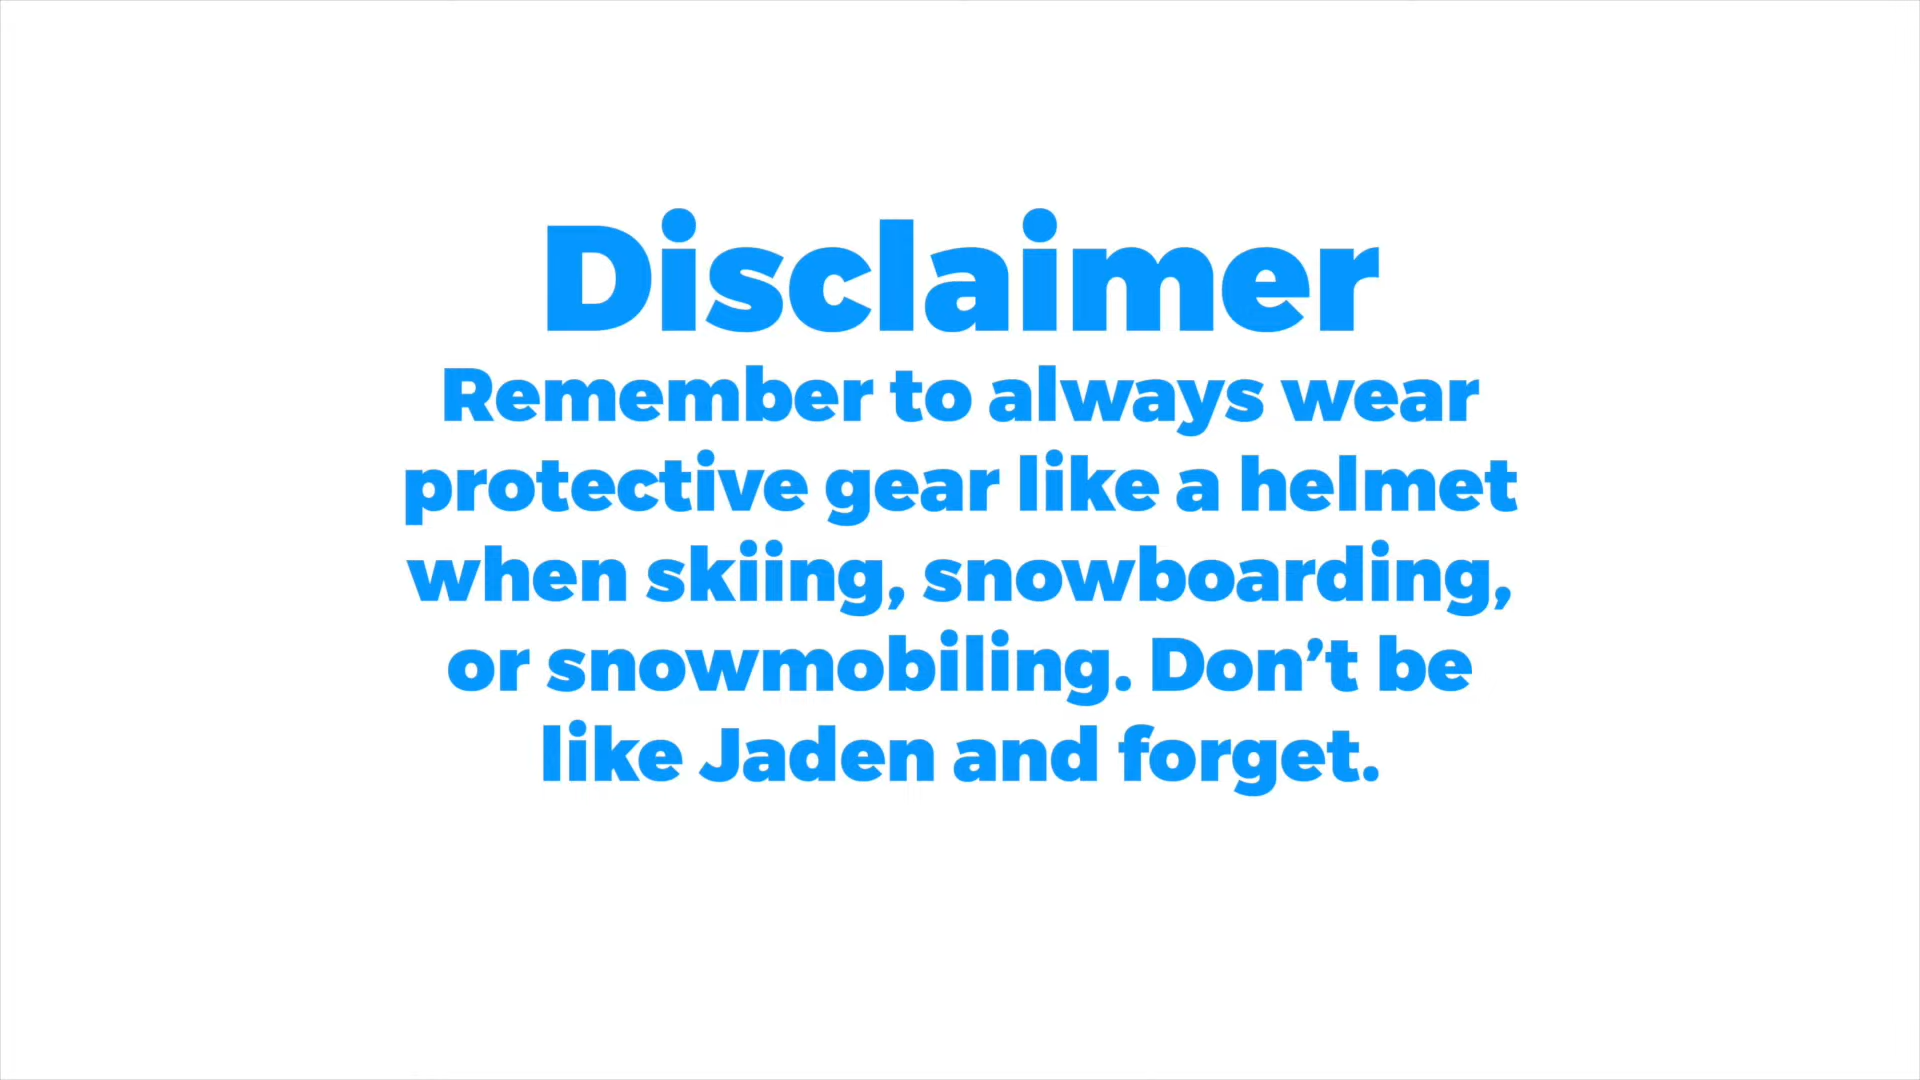 Disclaimer
Remember to always wear
protective gear like a helmet
when skiing, snowboarding,
or snowmobiling. Don’t be
like Jaden and forget.